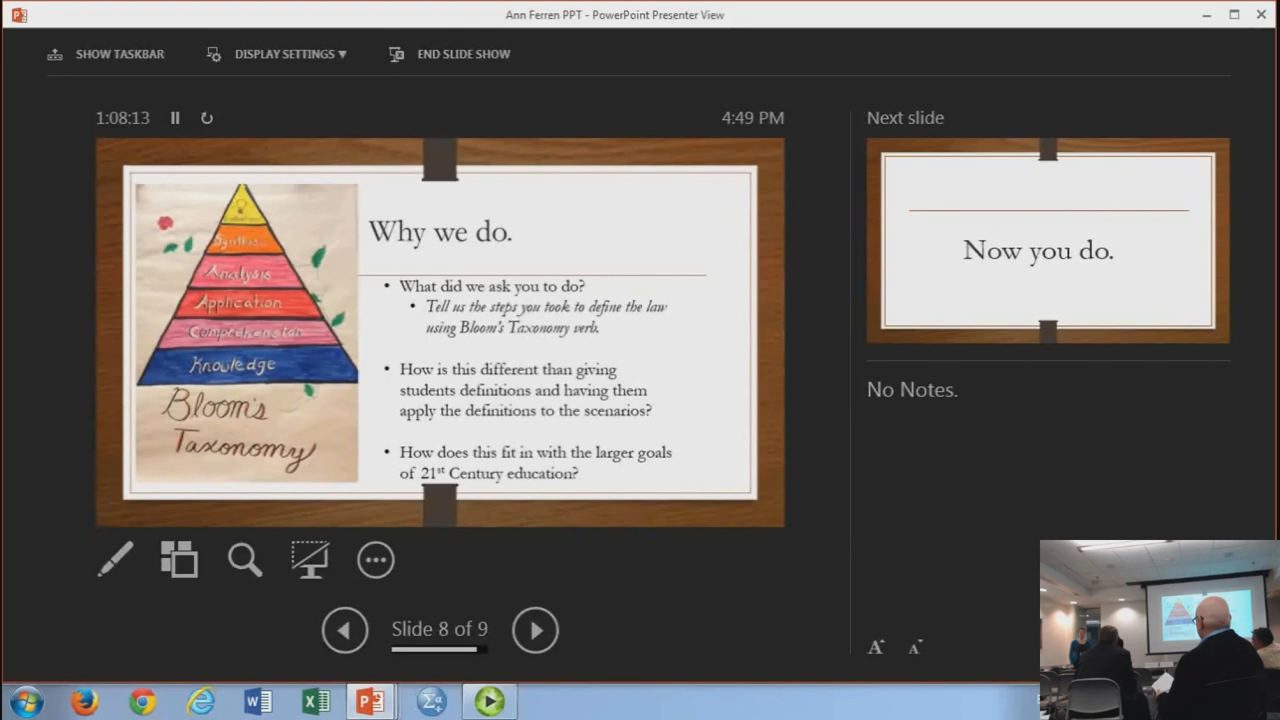 Ann Ferren PPT - PowerPoint Presenter View
SHOW TASKBAR
DISPLAY SETTINGS ▼
END SLIDE SHOW
1:08:13
4:49 PM
Synthesis
Analysis
Application
Comprehension
Knowledge
Bloom's
Taxonomy
Why we do.
• What did we ask you to do?
• Tell us the steps you took to define the law
using Bloom's Taxonomy verb.
• How is this different than giving
students definitions and having them
apply the definitions to the scenarios?
• How does this fit in with the larger goals
of 21st Century education?
Slide 8 of 9
Next slide
Now you do.
No Notes.
A A